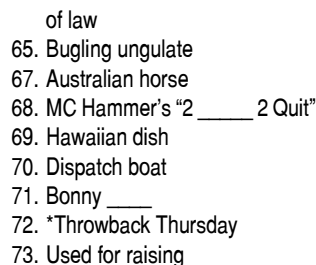 of law
65. Bugling ungulate
67. Australian horse
68. MC Hammer's “2 _____ 2 Quit”
69. Hawaiian dish
70. Dispatch boat
71. Bonny ____
72. *Throwback Thursday
73. Used for raising